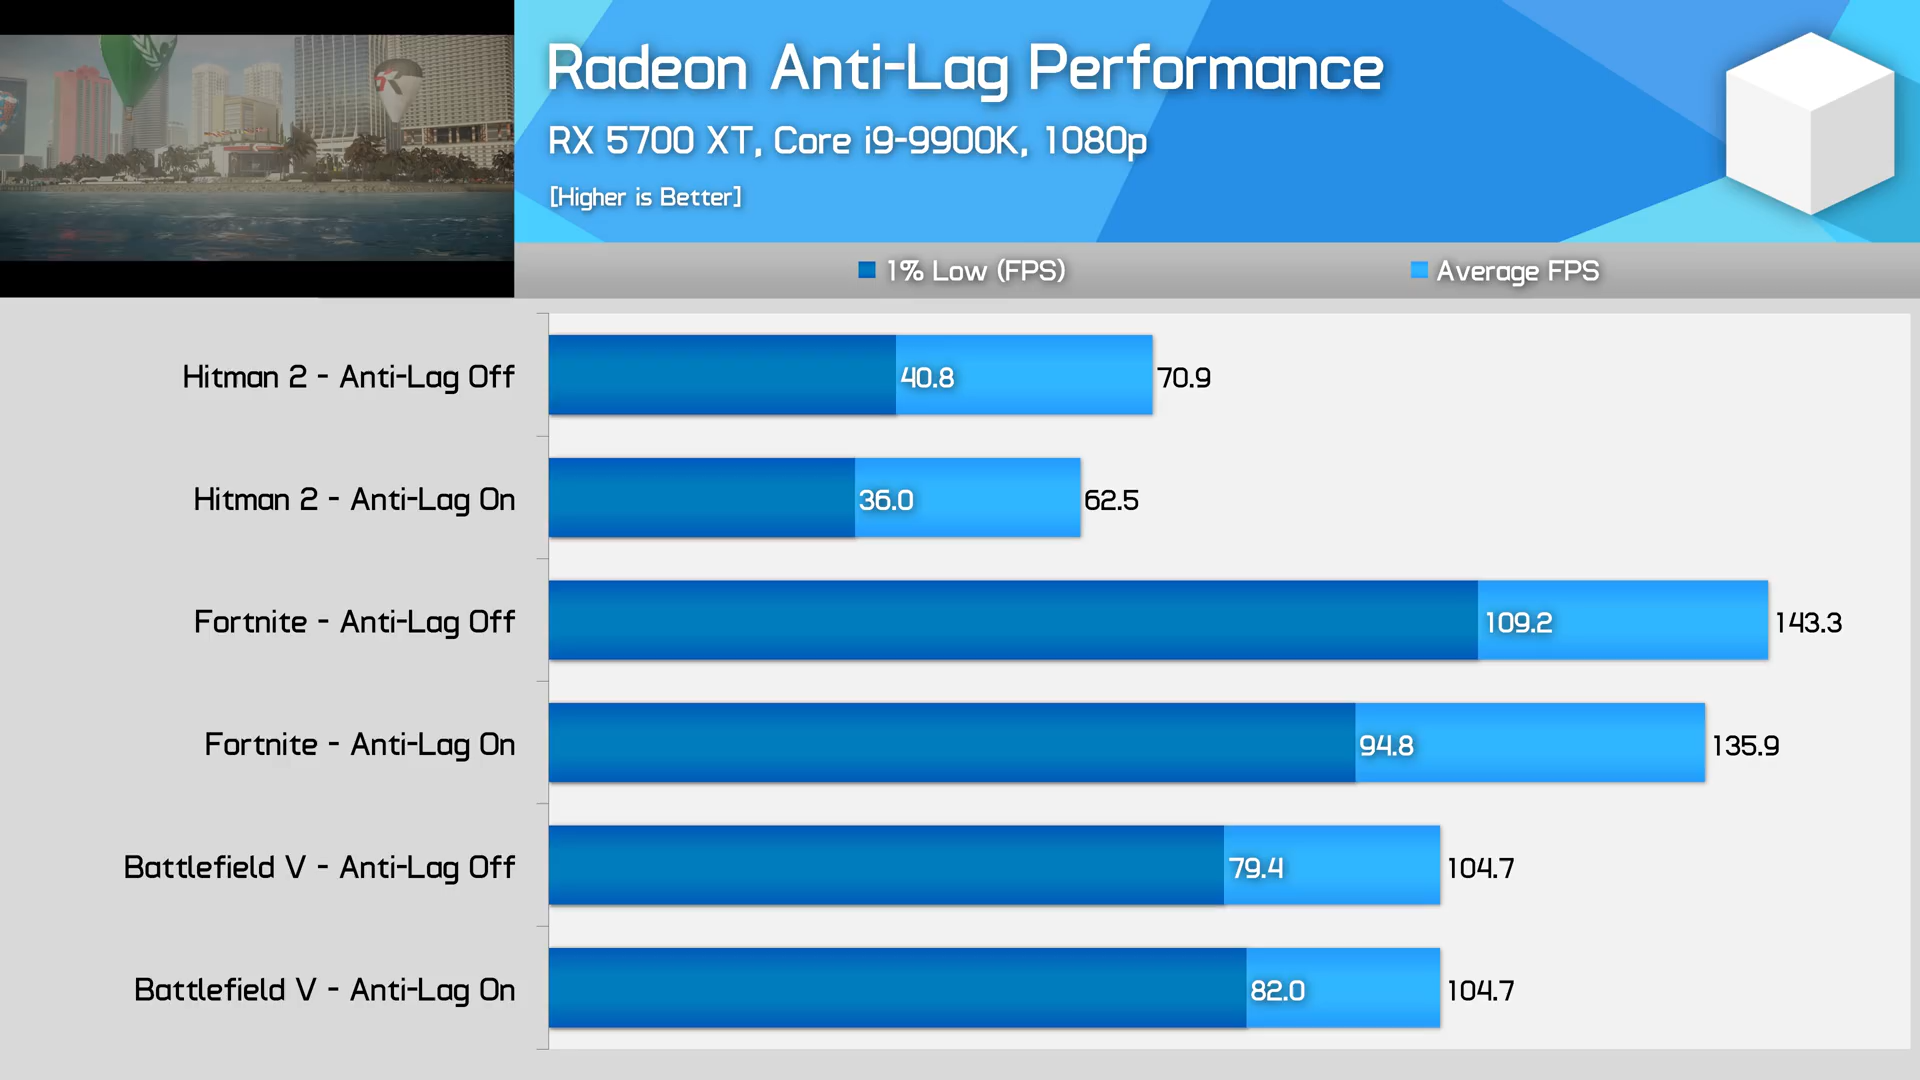 Radeon Anti-Lag Performance
RX 5700 XT, Core i9-9900K, 1080p
[Higher is Better]
1% Low (FPS)
Average FPS
Hitman 2 - Anti-Lag Off
40.8
70.9
Hitman 2 - Anti-Lag On
36.0
62.5
Fortnite - Anti-Lag Off
109.2
143.3
Fortnite - Anti-Lag On
94.8
135.9
Battlefield V - Anti-Lag Off
79.4
104.7
Battlefield V - Anti-Lag On
82.0
104.7